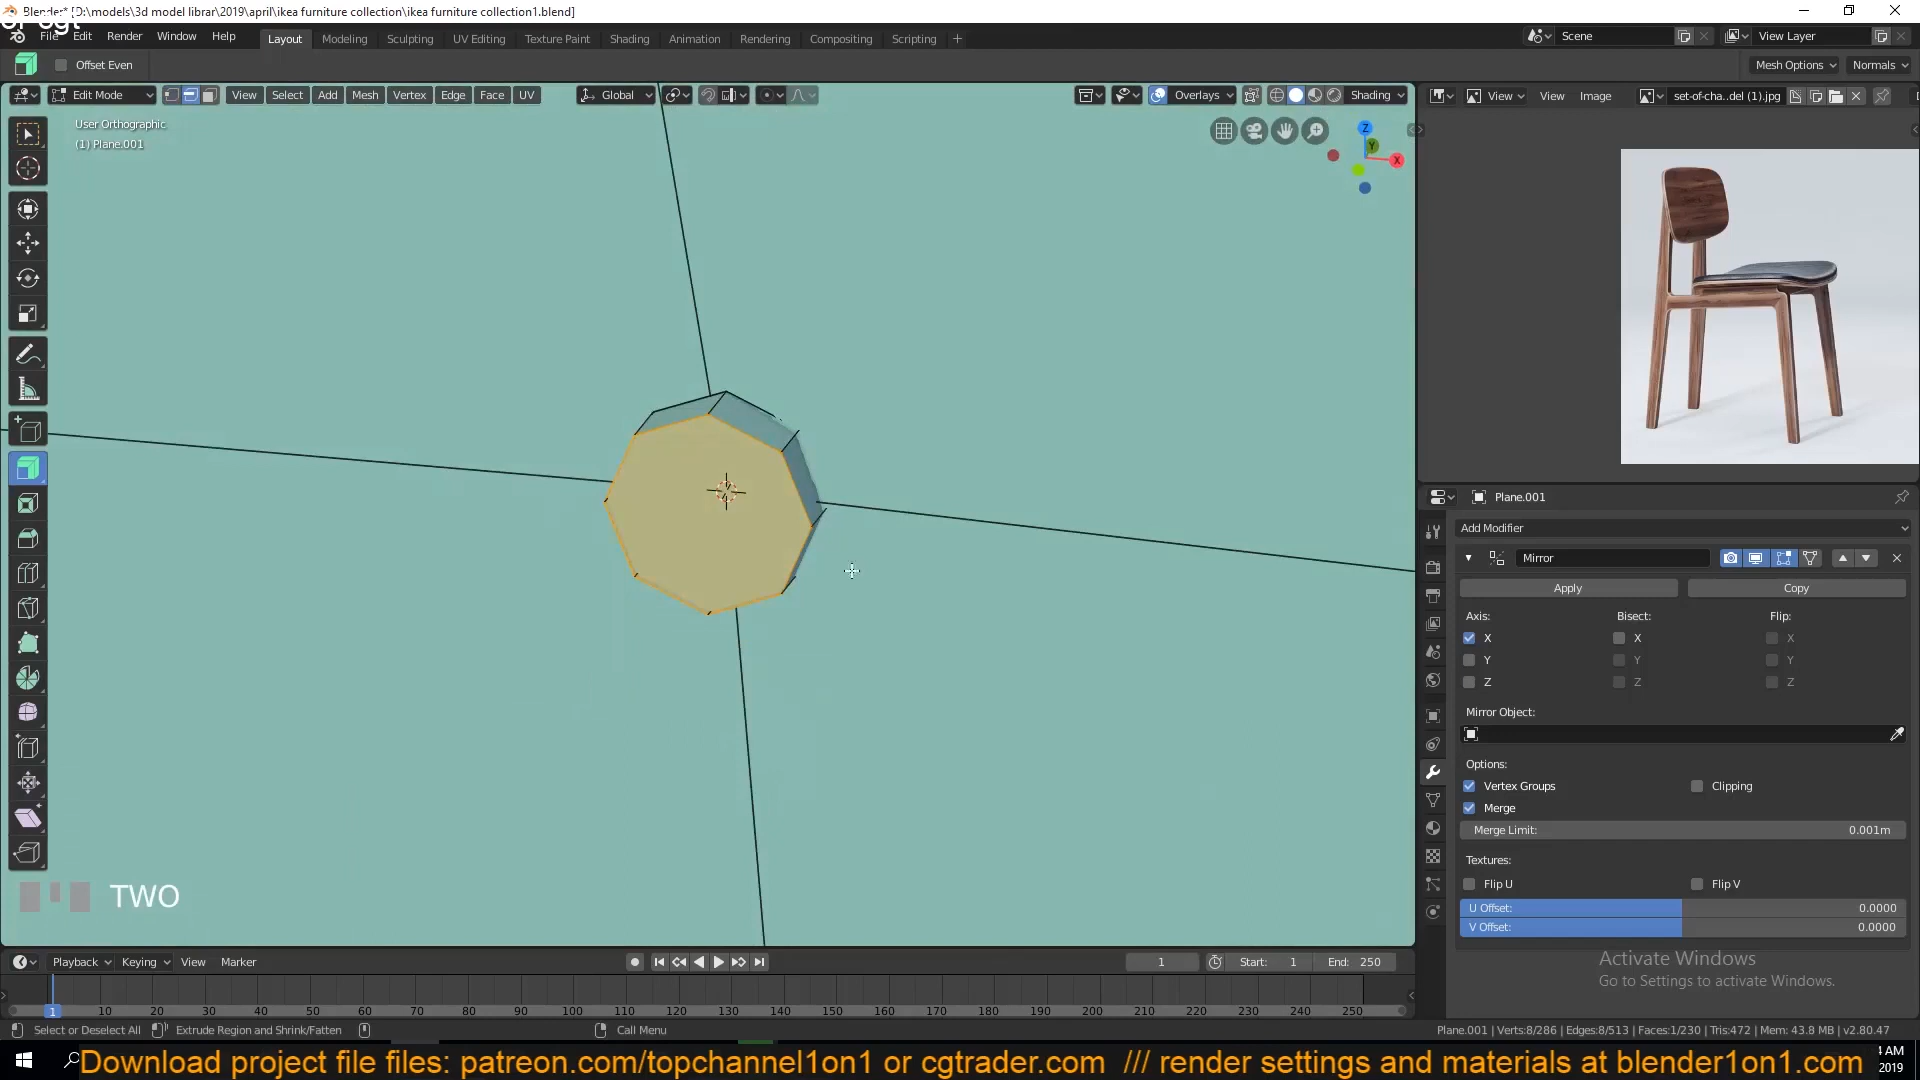 Blender* [D:\models\3d model librar\2019\april\ikea furniture collection\ikea furniture collection1.blend]
File Edit Render Window Help Layout Modeling Sculpting UV Editing Texture Paint Shading Animation Rendering Compositing Scripting + Scene View Layer
Offset Even Mesh Options Normals
Edit Mode View Select Add Mesh Vertex Edge Face UV Global Overlays Shading View View Image set-of-cha..del (1).jpg
User Orthographic
(1) Plane.001
Z
Y
X
Plane.001
Add Modifier
Mirror
Apply Copy
Axis: Bisect: Flip:
X X X
Y Y Y
Z Z Z
Mirror Object:
Options:
Vertex Groups Clipping
Merge
Merge Limit: 0.001m
Textures:
Flip U Flip V
U Offset: 0.0000
V Offset: 0.0000
TWO
Activate Windows
Go to Settings to activate Windows.
Playback Keying View Marker 1 Start: 1 End: 250
1 10 20 30 40 50 60 70 80 90 100 110 120 130 140 150 160 170 180 190 200 210 220 230 240 250
Select or Deselect All Extrude Region and Shrink/Fatten Call Menu Plane.001 | Verts:8/286 | Edges:8/513 | Faces:1/230 | Tris:472 | Mem: 43.8 MB | v2.80.47
Download project file files: patreon.com/topchannel1on1 or cgtrader.com /// render settings and materials at blender1on1.com
AM
2019